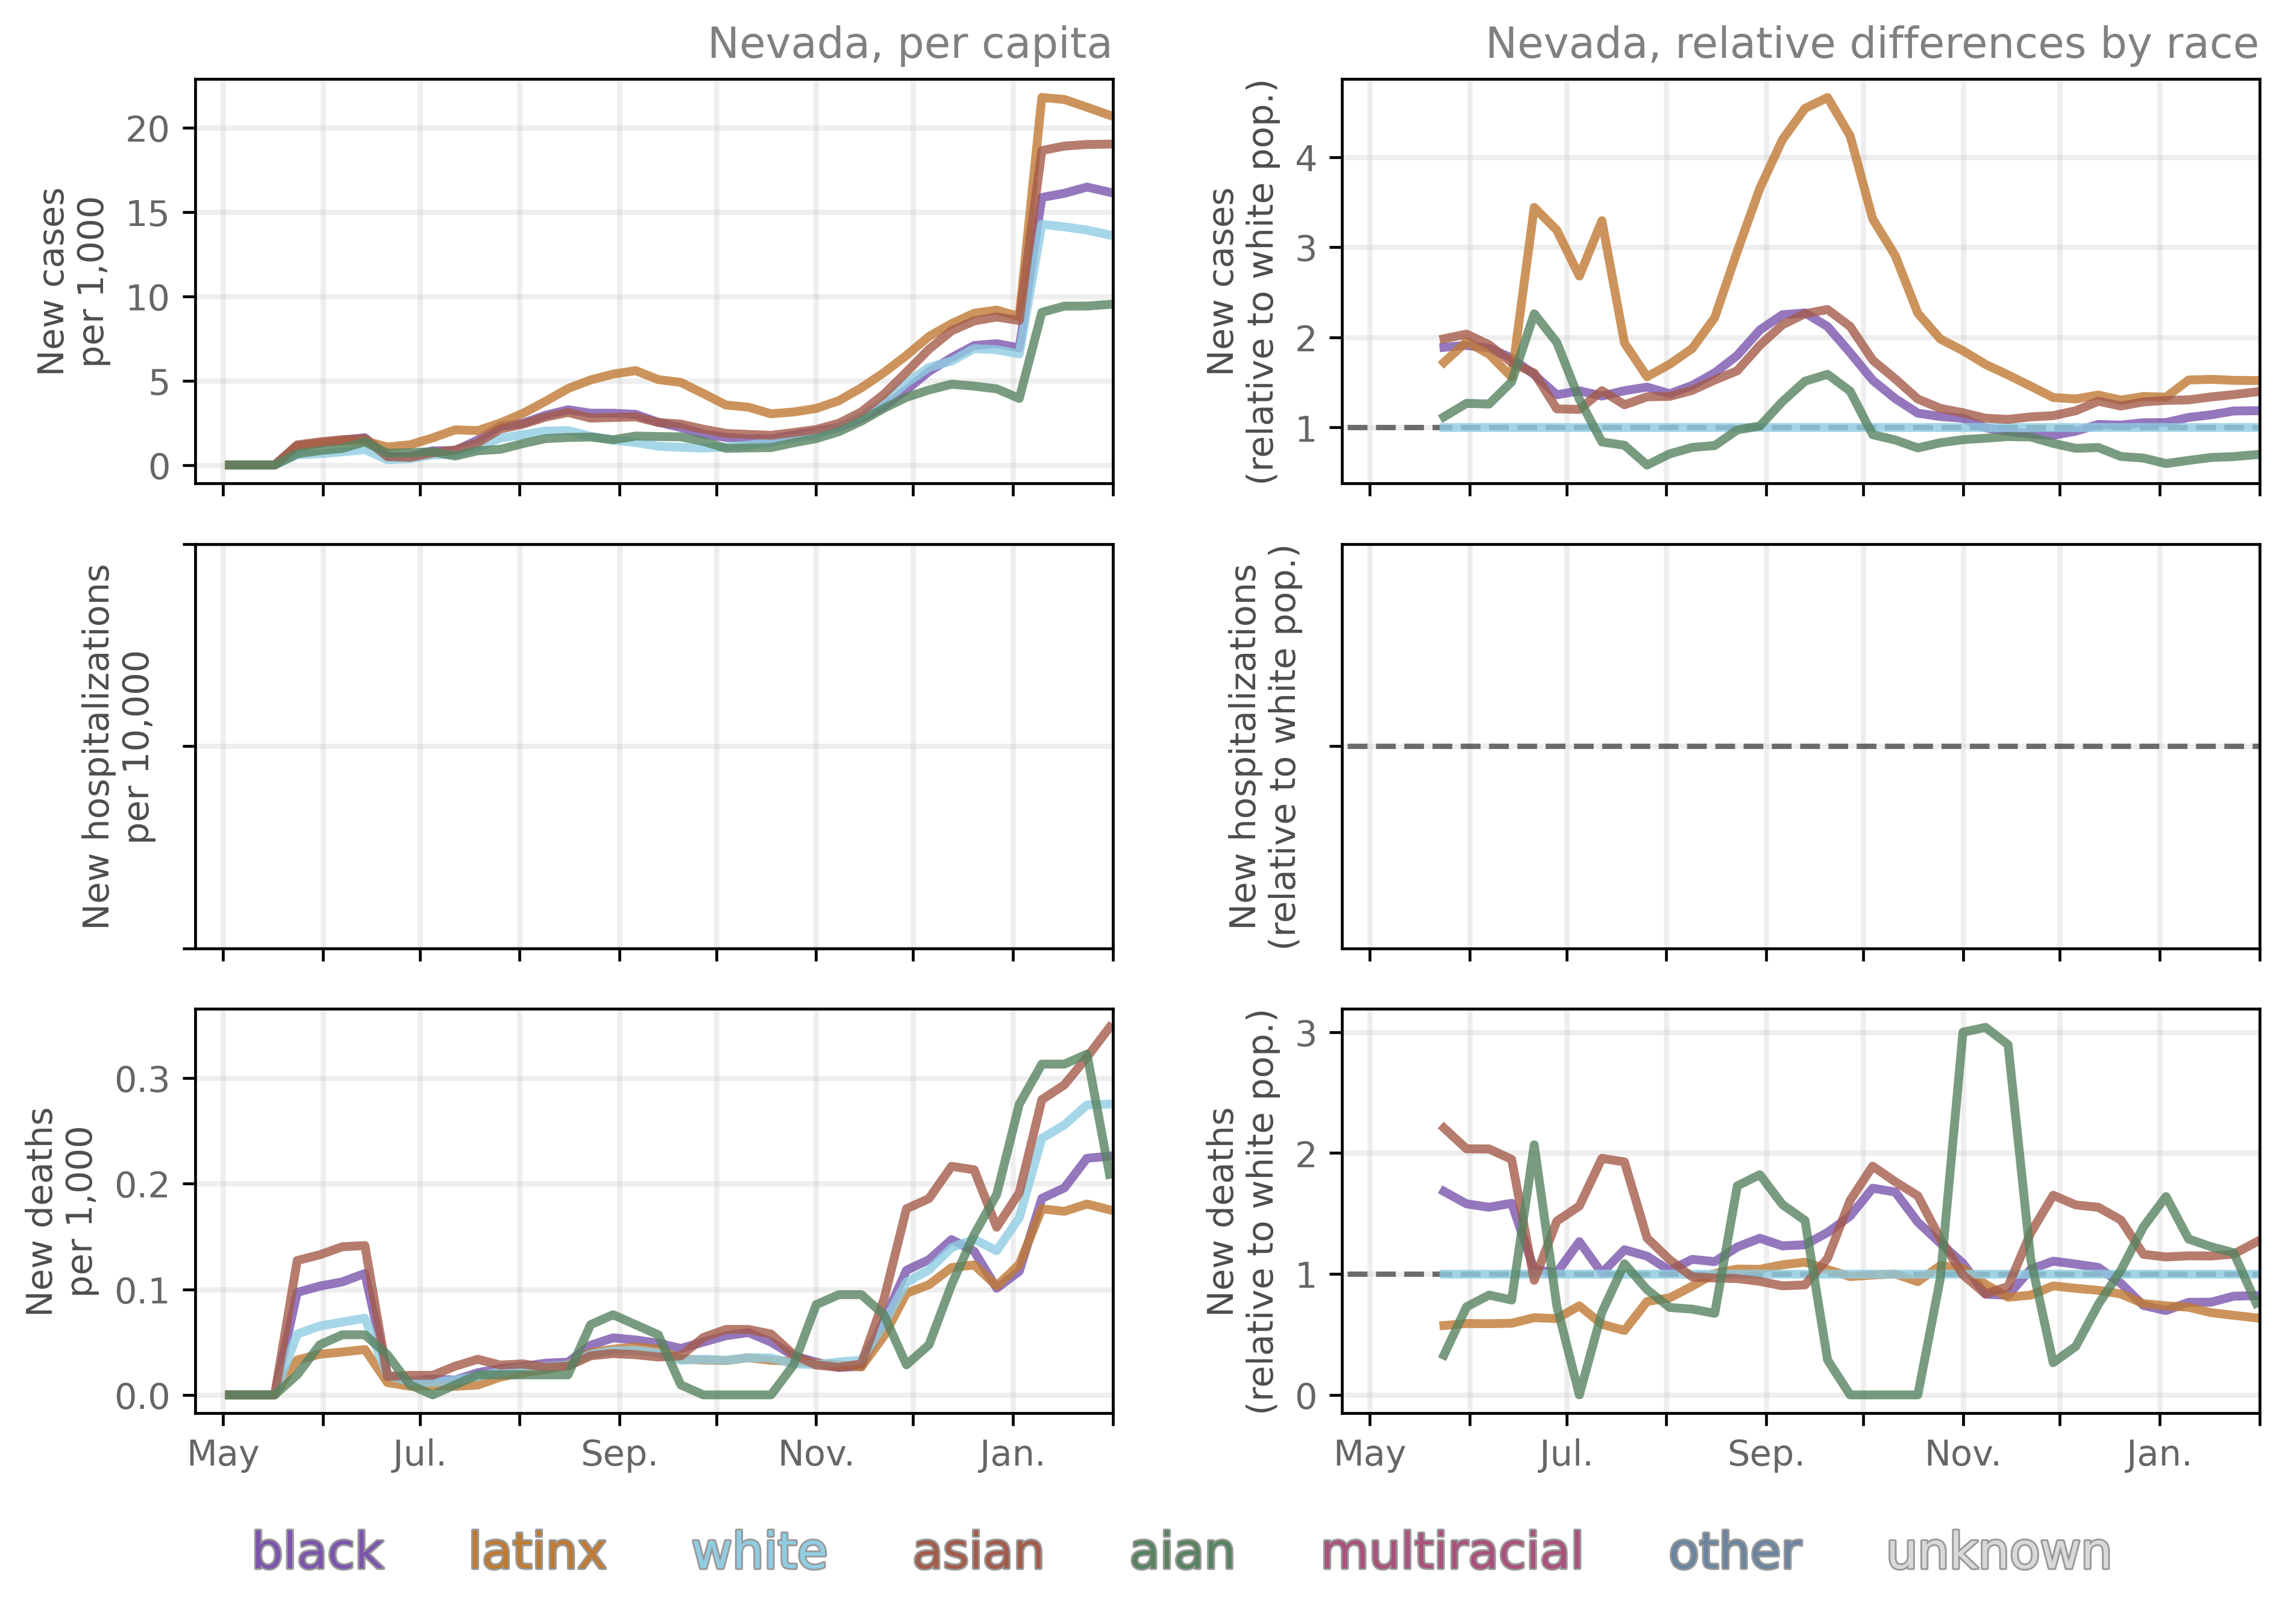 Nevada, per capita
Nevada, relative differences by race
New cases
per 1,000
20
15
10
5
0
New cases
(relative to white pop.)
4
3
2
1
New hospitalizations
per 10,000
New hospitalizations
(relative to white pop.)
New deaths
per 1,000
0.3
0.2
0.1
0.0
May Jul. Sep. Nov. Jan.
New deaths
(relative to white pop.)
3
2
1
0
May Jul. Sep. Nov. Jan.
black latinx white asian aian multiracial other unknown